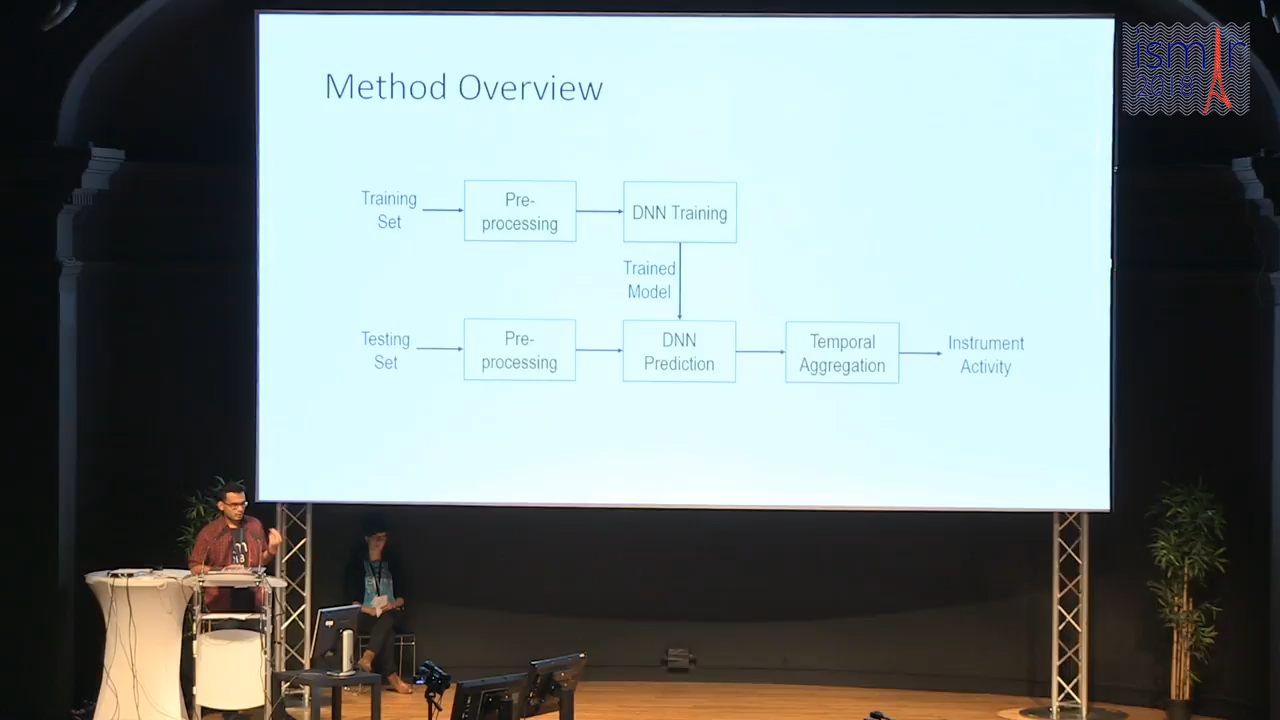 Method Overview
ismir
2018
Training
Set
Pre-
processing
DNN Training
Trained
Model
Testing
Set
Pre-
processing
DNN
Prediction
Temporal
Aggregation
Instrument
Activity